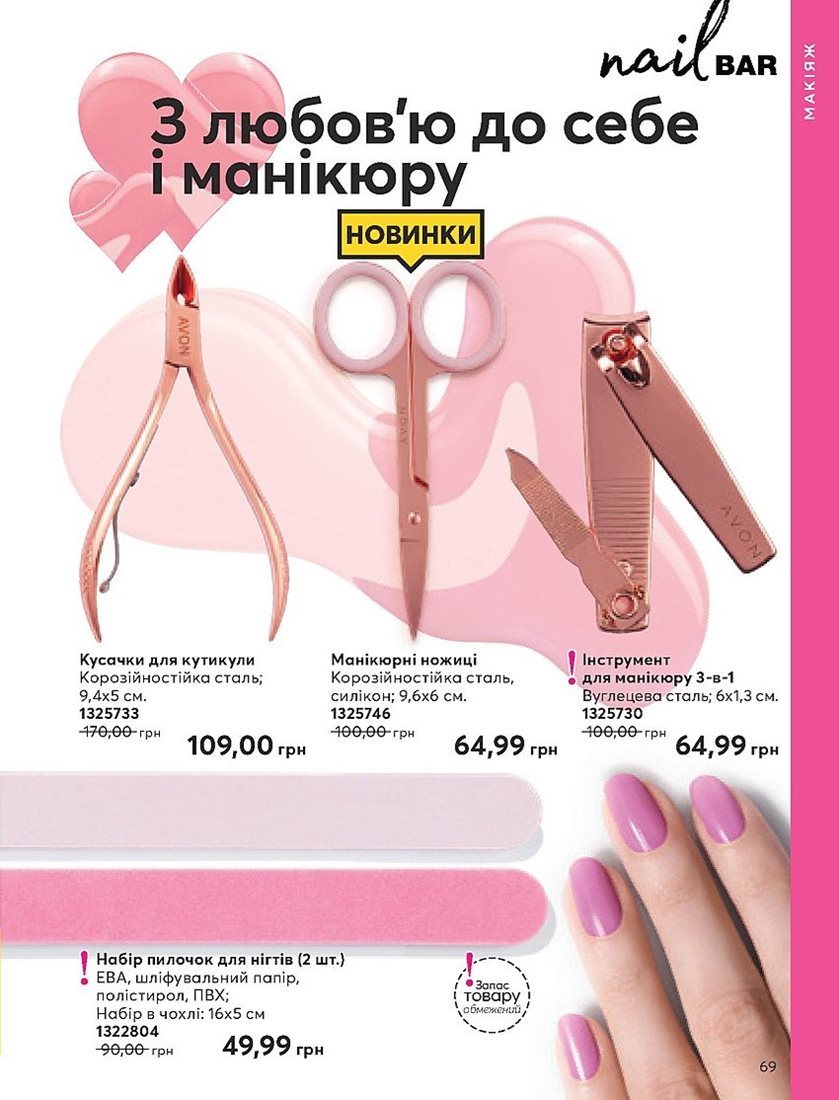 nail BAR
МАКІЯЖ
З любов'ю до себе
і манікюру
НОВИНКИ
AVON
AVON
AVON
Кусачки для кутикули
Корозійностійка сталь;
9,4х5 см.
1325733
170,00 грн
109,00 грн
Манікюрні ножиці
Корозійностійка сталь,
силікон; 9,6х6 см.
1325746
100,00 грн
64,99 грн
! Інструмент
для манікюру 3-в-1
Вуглецева сталь; 6х1,3 см.
1325730
100,00 грн
64,99 грн
! Набір пилочок для нігтів (2 шт.)
ЕВА, шліфувальний папір,
полістирол, ПВХ;
Набір в чохлі: 16х5 см
1322804
90,00 грн
49,99 грн
! Запас
товару
обмежений
69